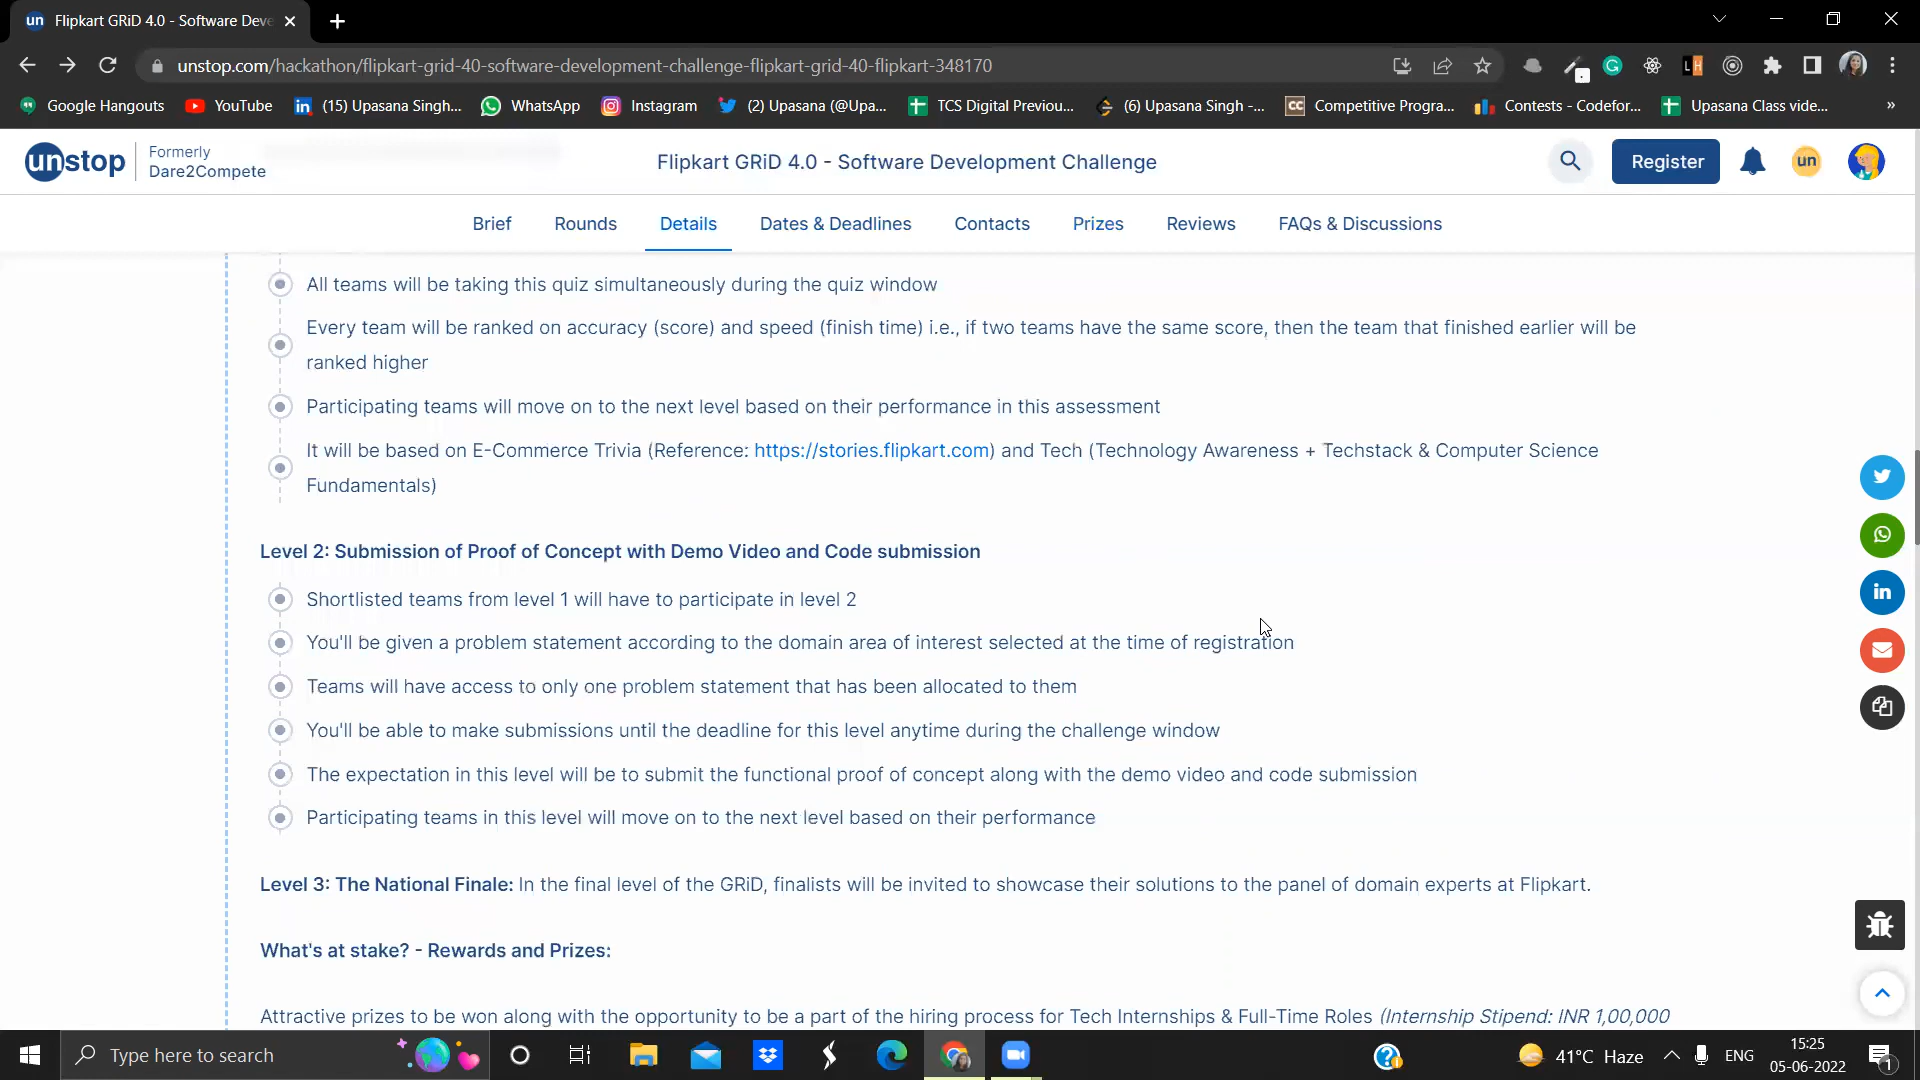 un Flipkart GRiD 4.0 - Software Deve
unstop.com/hackathon/flipkart-grid-40-software-development-challenge-flipkart-grid-40-flipkart-348170
Google Hangouts YouTube (15) Upasana Singh... WhatsApp Instagram (2) Upasana (@Upa... TCS Digital Previou... (6) Upasana Singh -... CC Competitive Progra... Contests - Codefor... Upasana Class vide... »
unstop Formerly
Dare2Compete
Flipkart GRiD 4.0 - Software Development Challenge
Register un
Brief Rounds Details Dates & Deadlines Contacts Prizes Reviews FAQs & Discussions
All teams will be taking this quiz simultaneously during the quiz window
Every team will be ranked on accuracy (score) and speed (finish time) i.e., if two teams have the same score, then the team that finished earlier will be
ranked higher
Participating teams will move on to the next level based on their performance in this assessment
It will be based on E-Commerce Trivia (Reference: https://stories.flipkart.com) and Tech (Technology Awareness + Techstack & Computer Science
Fundamentals)
Level 2: Submission of Proof of Concept with Demo Video and Code submission
Shortlisted teams from level 1 will have to participate in level 2
You'll be given a problem statement according to the domain area of interest selected at the time of registration
Teams will have access to only one problem statement that has been allocated to them
You'll be able to make submissions until the deadline for this level anytime during the challenge window
The expectation in this level will be to submit the functional proof of concept along with the demo video and code submission
Participating teams in this level will move on to the next level based on their performance
Level 3: The National Finale: In the final level of the GRiD, finalists will be invited to showcase their solutions to the panel of domain experts at Flipkart.
What's at stake? - Rewards and Prizes:
Attractive prizes to be won along with the opportunity to be a part of the hiring process for Tech Internships & Full-Time Roles (Internship Stipend: INR 1,00,000
Type here to search
41°C Haze ENG
15:25
05-06-2022
1